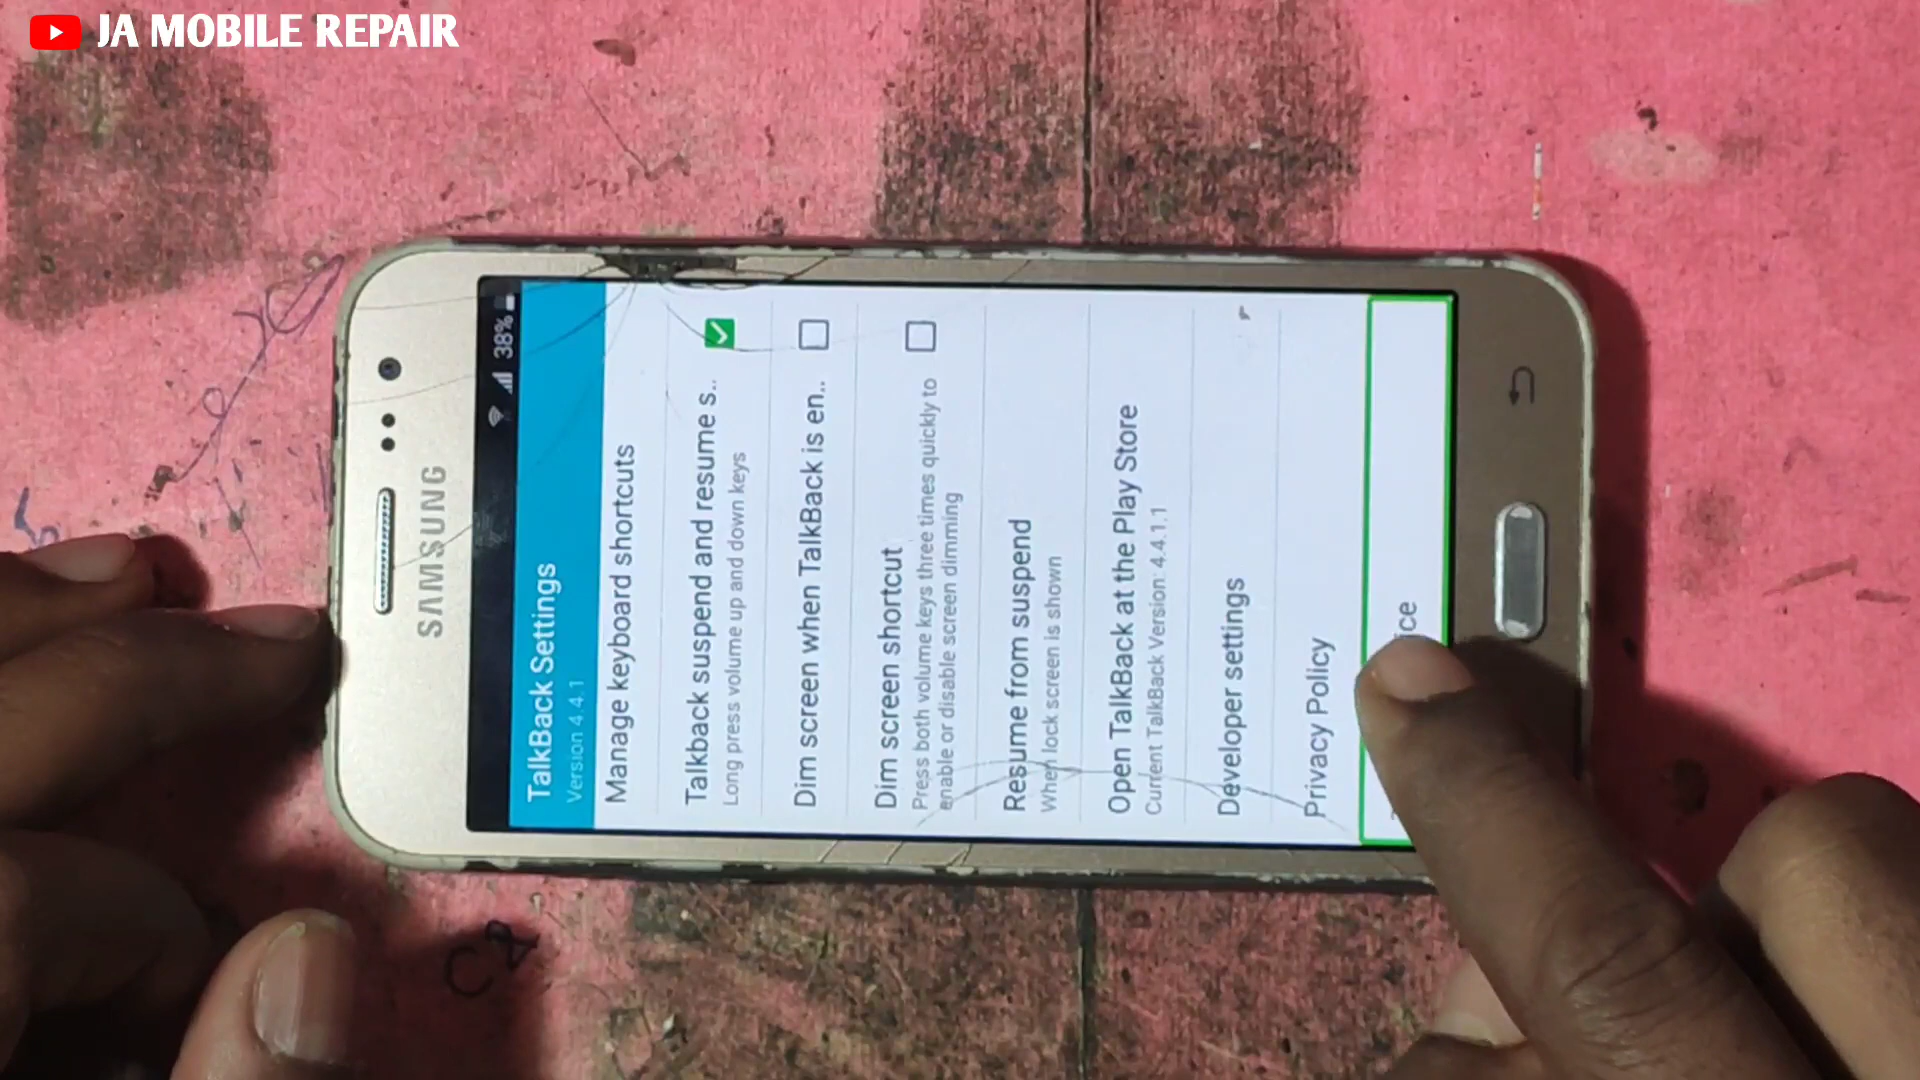 JA MOBILE REPAIR
SAMSUNG
38%
TalkBack Settings
Version 4.4.1
Manage keyboard shortcuts
Talkback suspend and resume s..
Long press volume up and down keys
Dim screen when TalkBack is en..
Dim screen shortcut
Press both volume keys three times quickly to
enable or disable screen dimming
Resume from suspend
When lock screen is shown
Open TalkBack at the Play Store
Current TalkBack Version: 4.4.1.1
Developer settings
Privacy Policy